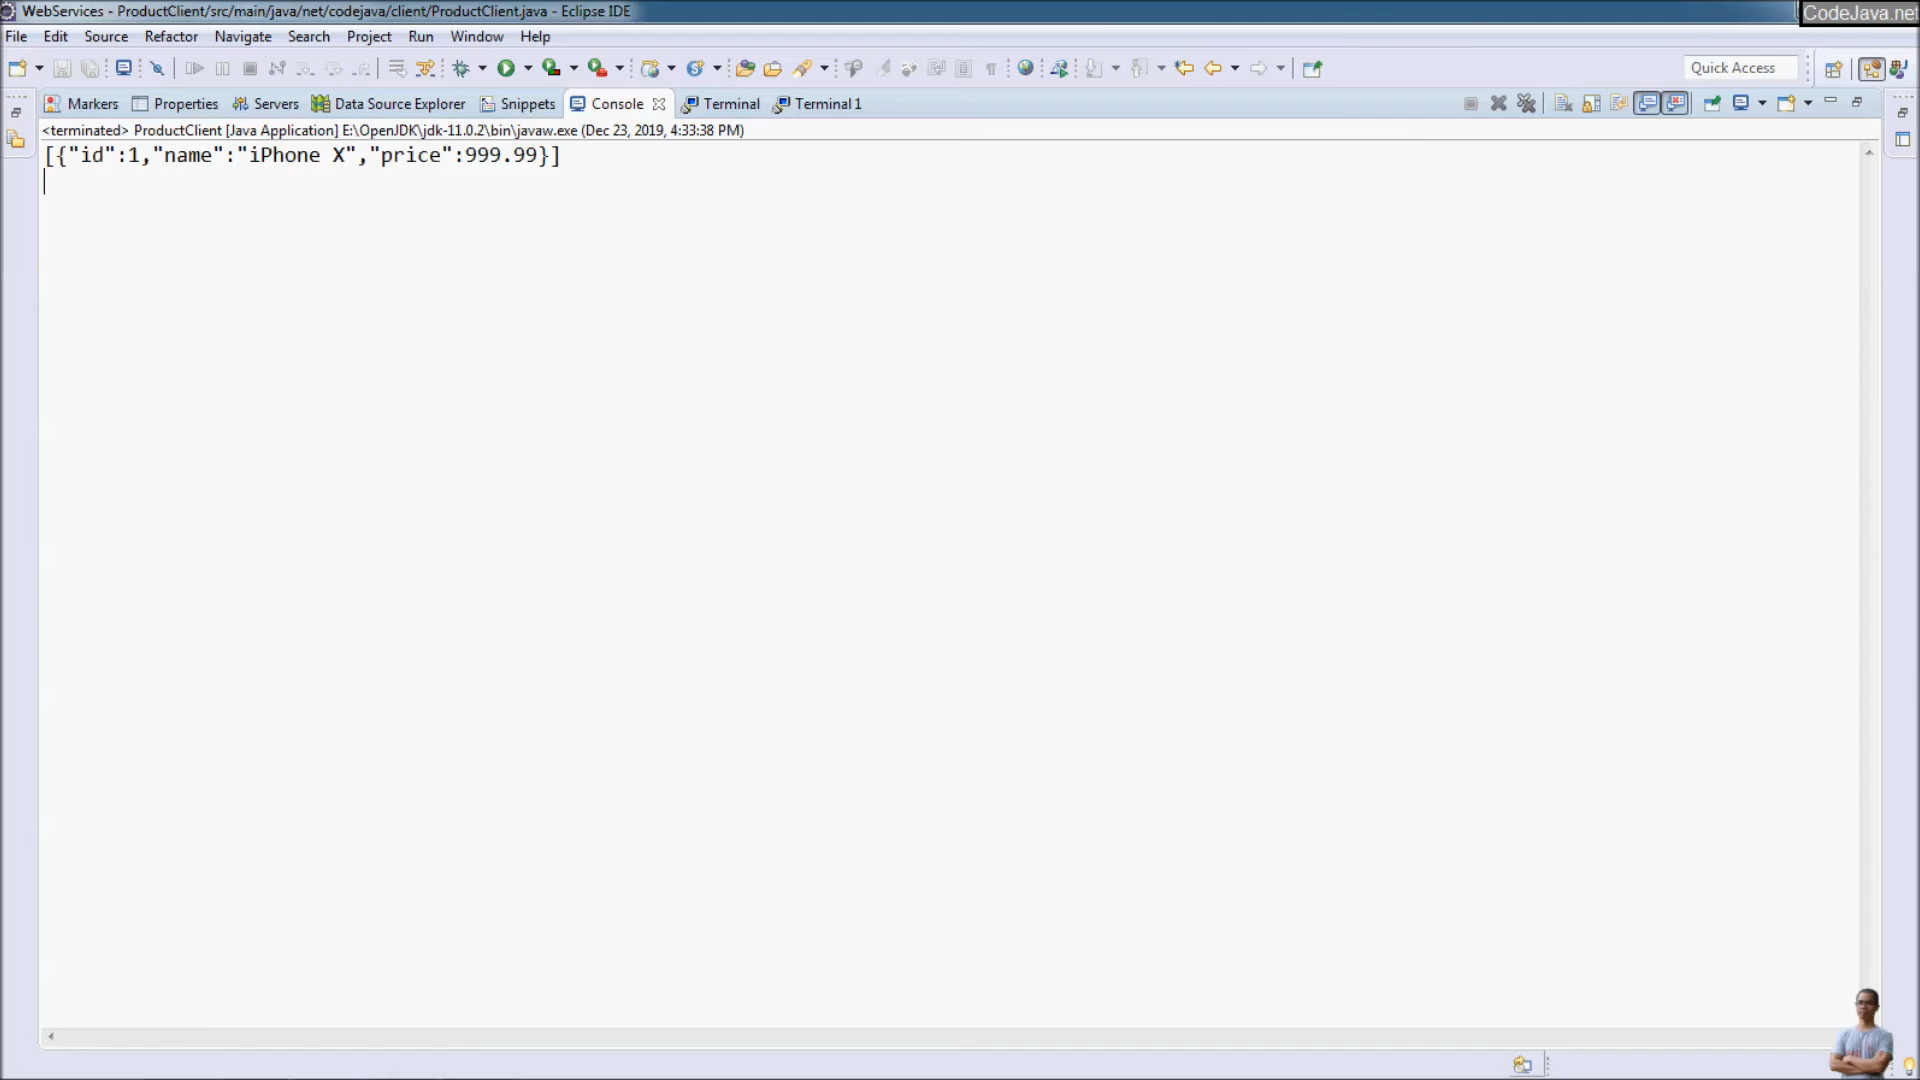 WebServices - ProductClient/src/main/java/net/codejava/client/ProductClient.java - Eclipse IDE
CodeJava.net
File Edit Source Refactor Navigate Search Project Run Window Help
Quick Access
Markers Properties Servers Data Source Explorer Snippets Console Terminal Terminal 1
<terminated> ProductClient [Java Application] E:\OpenJDK\jdk-11.0.2\bin\javaw.exe (Dec 23, 2019, 4:33:38 PM)
[{"id":1,"name":"iPhone X","price":999.99}]